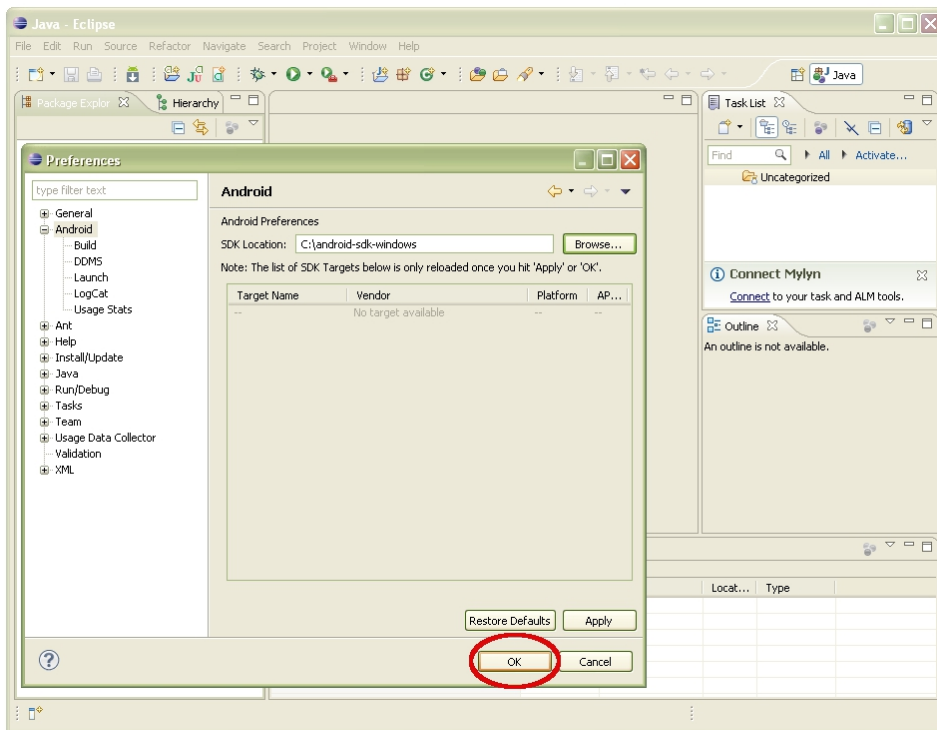 Java - Eclipse
File Edit Run Source Refactor Navigate Search Project Window Help
Java
Package Explor
Hierarchy
Task List
Find
All
Activate...
Uncategorized
Connect Mylyn
Connect to your task and ALM tools.
Outline
An outline is not available.
Locat... Type
Preferences
type filter text
General
Android
Build
DDMS
Launch
LogCat
Usage Stats
Ant
Help
Install/Update
Java
Run/Debug
Tasks
Team
Usage Data Collector
Validation
XML
Android
Android Preferences
SDK Location: C:\android-sdk-windows Browse...
Note: The list of SDK Targets below is only reloaded once you hit 'Apply' or 'OK'.
Target Name Vendor Platform AP...
-- No target available -- --
Restore Defaults Apply
? OK Cancel